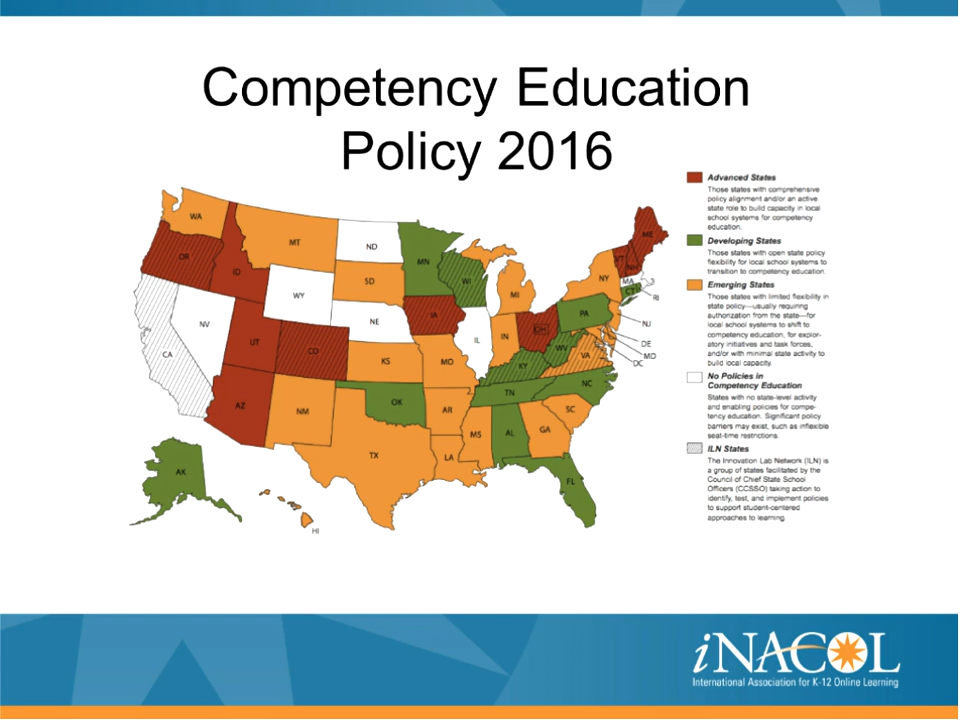 Competency Education
Policy 2016
Advanced States
Those states with comprehensive
policy alignment and/or an active
state role to build capacity in local
school systems for competency
education.
Developing States
Those states with open state policy
flexibility for local school systems to
transition to competency education.
Emerging States
Those states with limited flexibility in
state policy—usually requiring
authorization from the state—for
local school systems to shift to
competency education, for explor-
atory initiatives and task forces,
and/or with minimal state activity to
build local capacity.
No Policies in
Competency Education
States with no state-level activity
and enabling policies for compe-
tency education. Significant policy
barriers may exist, such as inflexible
seat-time restrictions.
ILN States
The Innovation Lab Network (ILN) is
a group of states facilitated by the
Council of Chief State School
Officers (CCSSO) taking action to
identify, test, and implement policies
to support student-centered
approaches to learning.
WA
MT
ND
MN
ME
VT
NH
OR
ID
SD
WI
NY
MA
CT
RI
WY
MI
IA
PA
NJ
NV
NE
IL
IN
OH
DE
MD
DC
CA
UT
CO
KS
MO
KY
WV
VA
AZ
NM
OK
AR
TN
NC
SC
TX
LA
MS
AL
GA
AK
FL
HI
iNACOL
International Association for K-12 Online Learning